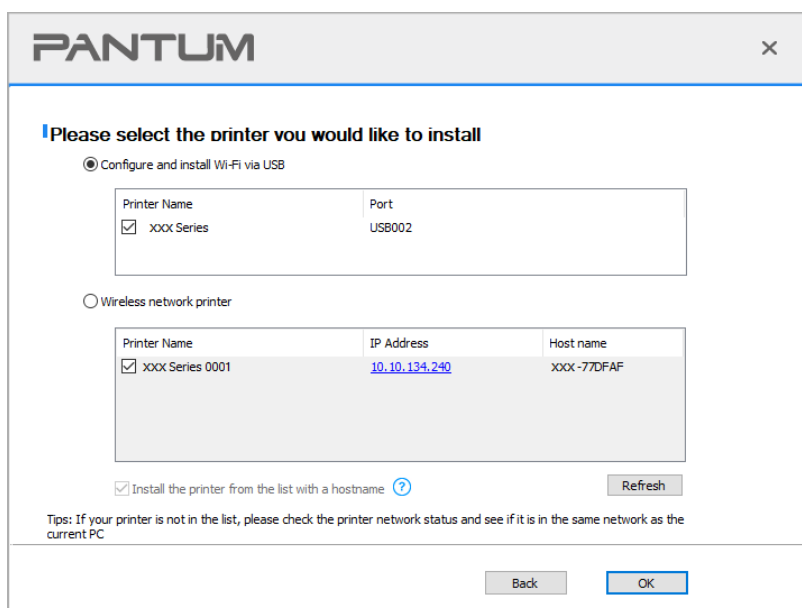 PANTUM
Please select the printer you would like to install
Configure and install Wi-Fi via USB
Printer Name Port
XXX Series USB002
Wireless network printer
Printer Name IP Address Host name
XXX Series 0001 10.10.134.240 XXX-77DFAF
Install the printer from the list with a hostname ?
Refresh
Tips: If your printer is not in the list, please check the printer network status and see if it is in the same network as the
current PC
Back OK